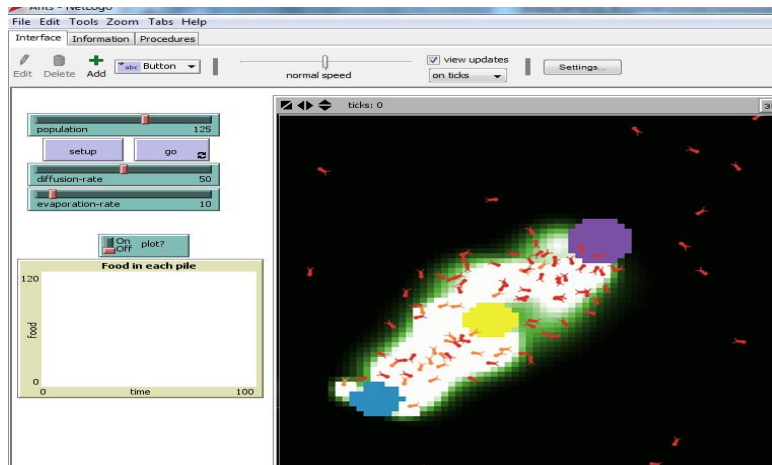 Ants - NetLogo
File Edit Tools Zoom Tabs Help
Interface Information Procedures
Edit Delete Add abc Button normal speed view updates on ticks Settings...
ticks: 0
population 125
setup go
diffusion-rate 50
evaporation-rate 10
On
Off plot?
Food in each pile
120
food
0
0 time 100